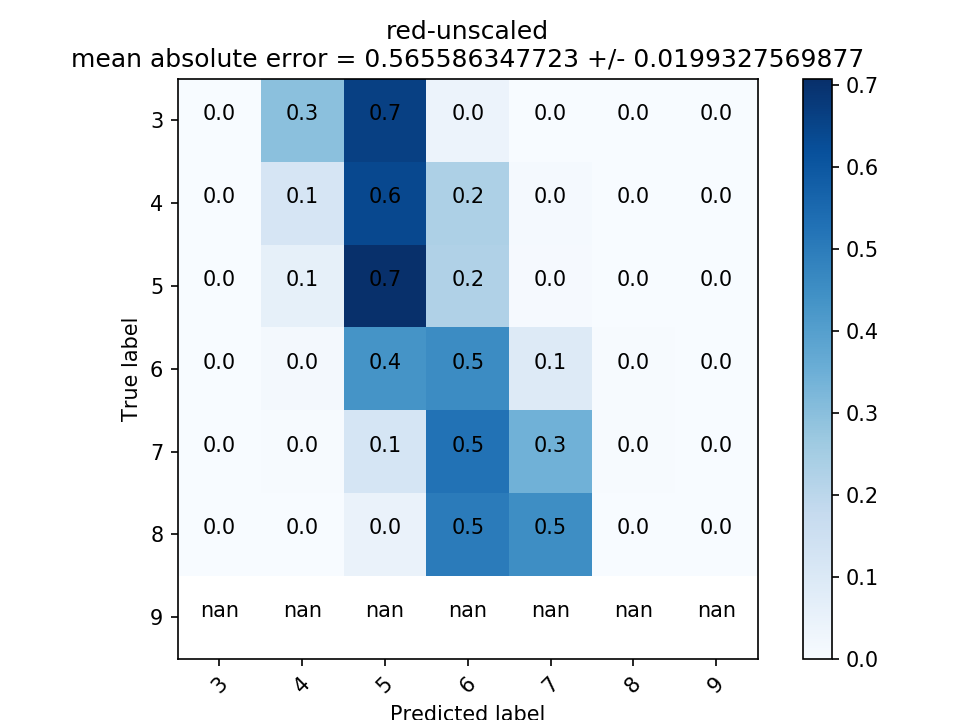 red-unscaled
mean absolute error = 0.565586347723 +/- 0.0199327569877
3 0.0 0.3 0.7 0.0 0.0 0.0 0.0
4 0.0 0.1 0.6 0.2 0.0 0.0 0.0
5 0.0 0.1 0.7 0.2 0.0 0.0 0.0
6 0.0 0.0 0.4 0.5 0.1 0.0 0.0
7 0.0 0.0 0.1 0.5 0.3 0.0 0.0
8 0.0 0.0 0.0 0.5 0.5 0.0 0.0
9 nan nan nan nan nan nan nan
3 4 5 6 7 8 9
True label
Predicted label
0.7
0.6
0.5
0.4
0.3
0.2
0.1
0.0